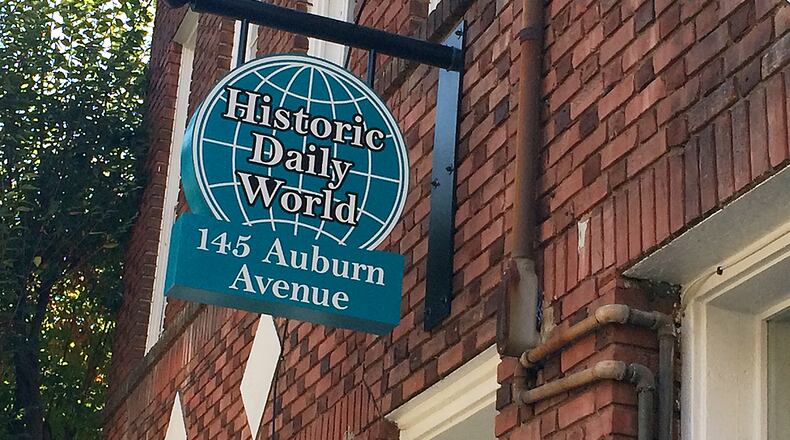 Historic
Daily
World
145 Auburn
Avenue